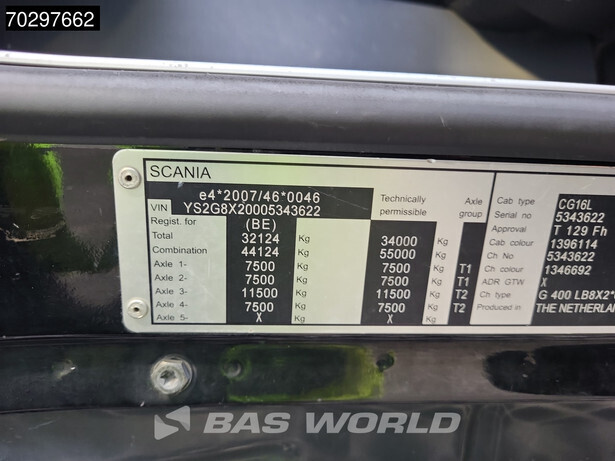 70297662
SCANIA
e4*2007/46*0046
VIN YS2G8X20005343622
Technically permissible
Axle group
Regist. for (BE)
Total 32124 Kg 34000 Kg
Combination 44124 Kg 55000 Kg
Axle 1- 7500 Kg 7500 Kg T1
Axle 2- 7500 Kg 7500 Kg T1
Axle 3- 11500 Kg 11500 Kg T2
Axle 4- 7500 Kg 7500 Kg T2
Axle 5- X Kg X Kg
Cab type CG16L
Serial no 5343622
Approval T 129 Fh
Cab colour 1396114
Ch No 5343622
Ch colour 1346692
ADR GTW X
Ch type G 400 LB8X2*
Produced in THE NETHERLAN
BAS WORLD